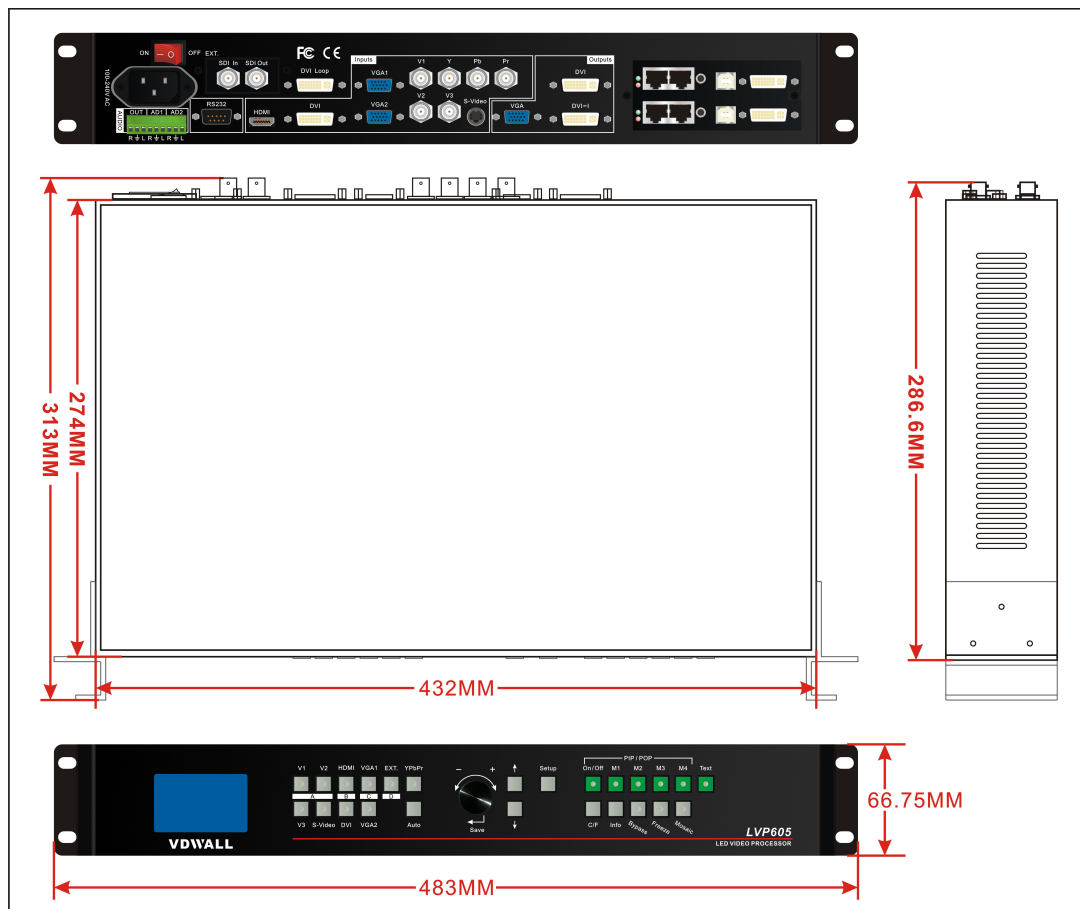 ON OFF EXT.
SDI In SDI Out
DVI Loop
FC CE
Inputs
VGA1
V1 Y Pb Pr
Outputs
DVI
100-240V AC
AUDIO
OUT AD1 AD2
R L R L R L
RS232
HDMI
DVI
VGA2
V2 V3 S-Video
VGA
DVI-I
313MM
274MM
432MM
286.6MM
V1 V2 HDMI VGA1 EXT. YPbPr
A B C D
V3 S-Video DVI VGA2 Auto
- +
Save
Setup
PIP / POP
On/Off M1 M2 M3 M4 Text
C/F Info Bypass Freeze Mosaic
VDWALL
LVP605
LED VIDEO PROCESSOR
66.75MM
483MM